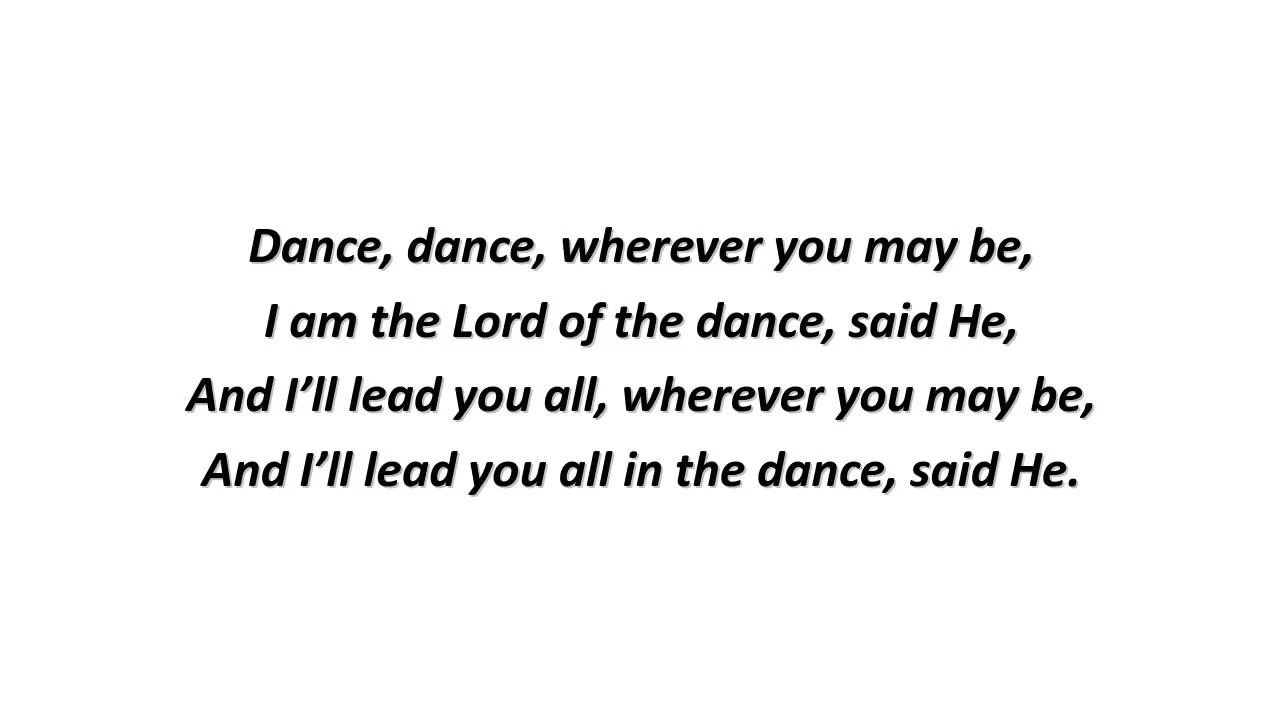 Dance, dance, wherever you may be,
I am the Lord of the dance, said He,
And I’ll lead you all, wherever you may be,
And I’ll lead you all in the dance, said He.